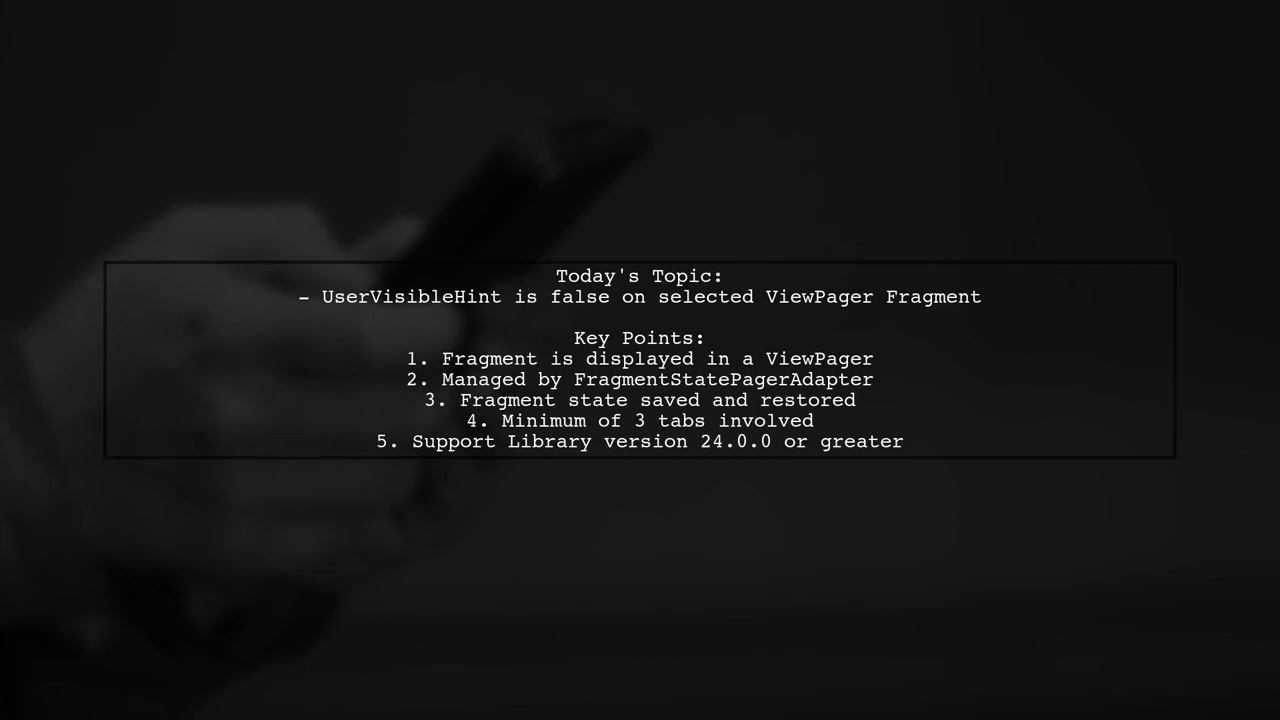 Today's Topic:
- UserVisibleHint is false on selected ViewPager Fragment
Key Points:
1. Fragment is displayed in a ViewPager
2. Managed by FragmentStatePagerAdapter
3. Fragment state saved and restored
4. Minimum of 3 tabs involved
5. Support Library version 24.0.0 or greater